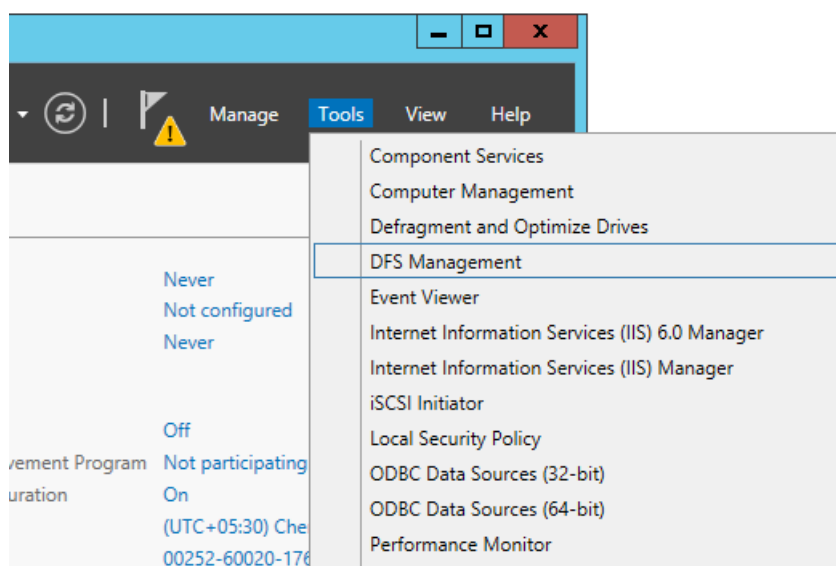 Manage Tools View Help
Component Services
Computer Management
Defragment and Optimize Drives
DFS Management
Event Viewer
Internet Information Services (IIS) 6.0 Manager
Internet Information Services (IIS) Manager
iSCSI Initiator
Local Security Policy
ODBC Data Sources (32-bit)
ODBC Data Sources (64-bit)
Performance Monitor
Never
Not configured
Never
Off
vement Program Not participating
uration On
(UTC+05:30) Che
00252-60020-176